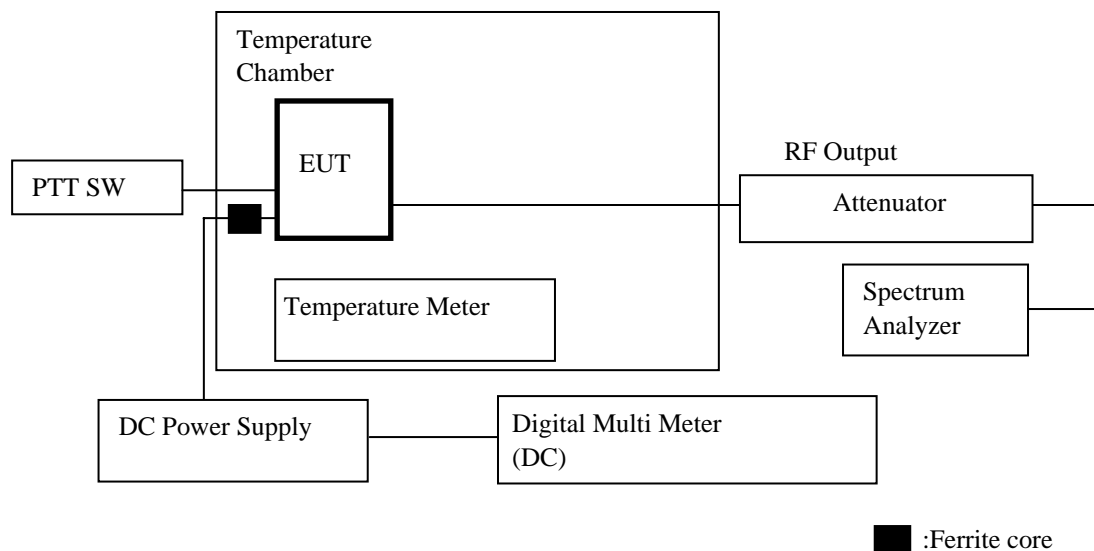 Temperature
Chamber
EUT
PTT SW
RF Output
Attenuator
Temperature Meter
Spectrum
Analyzer
DC Power Supply
Digital Multi Meter
(DC)
:Ferrite core